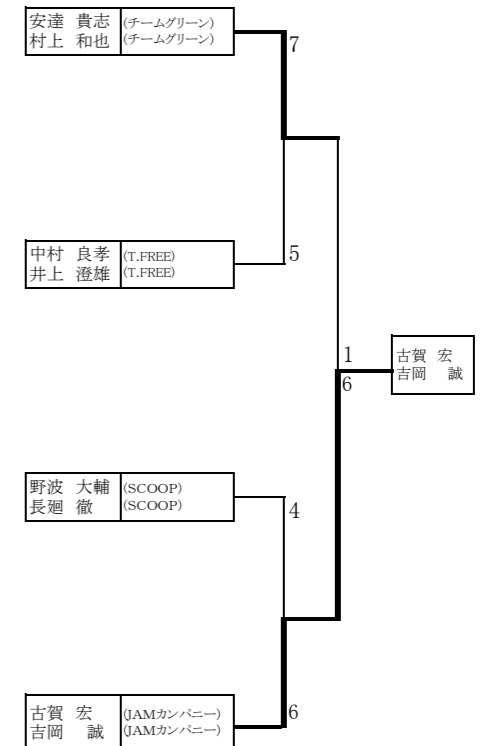 安達 貴志 (チームグリーン)
村上 和也 (チームグリーン)
7
中村 良孝 (T.FREE)
井上 澄雄 (T.FREE)
5
1
6
古賀 宏
吉岡 誠
野波 大輔 (SCOOP)
長廻 徹 (SCOOP)
4
古賀 宏 (JAMカンパニー)
吉岡 誠 (JAMカンパニー)
6